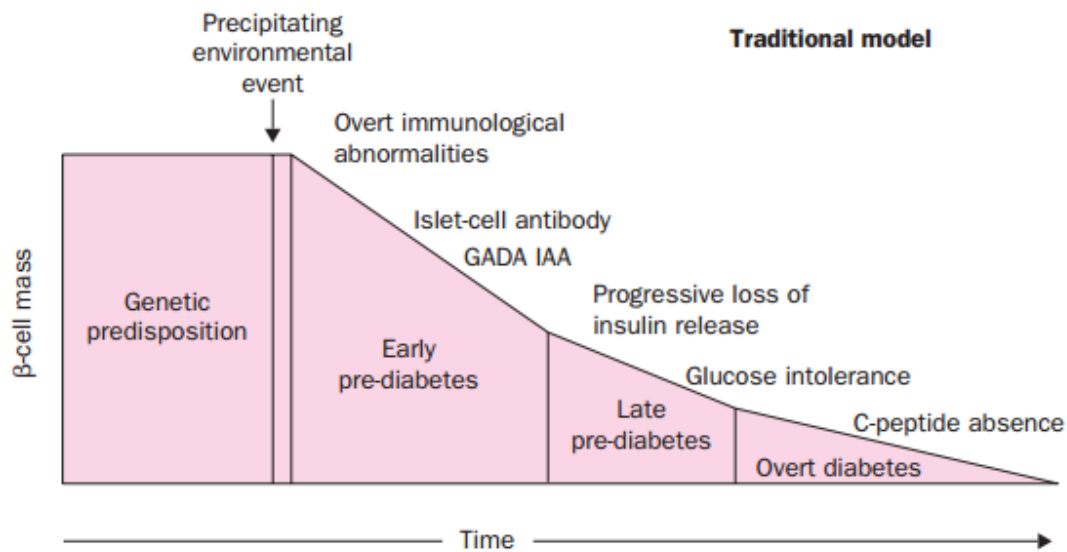 Precipitating
environmental
event
Traditional model
Overt immunological
abnormalities
Islet-cell antibody
GADA IAA
Progressive loss of
insulin release
Glucose intolerance
C-peptide absence
β-cell mass
Genetic
predisposition
Early
pre-diabetes
Late
pre-diabetes
Overt diabetes
Time